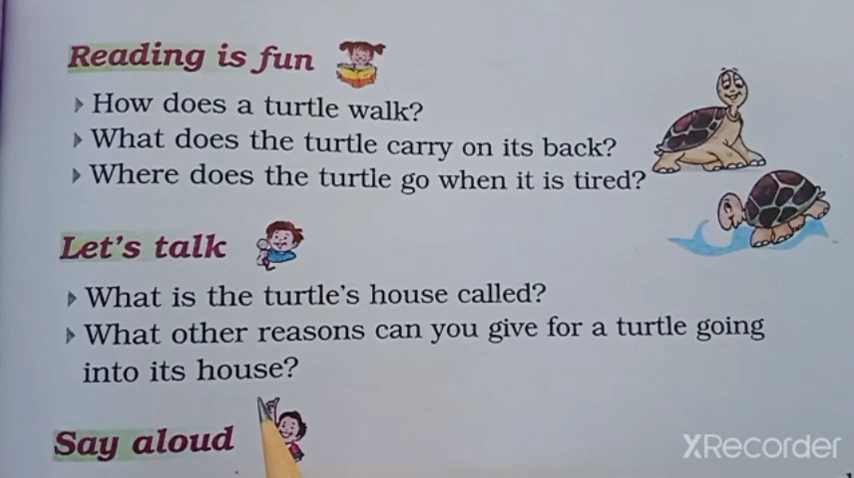 Reading is fun
How does a turtle walk?
What does the turtle carry on its back?
Where does the turtle go when it is tired?
Let's talk
What is the turtle's house called?
What other reasons can you give for a turtle going
into its house?
Say aloud
XRecorder